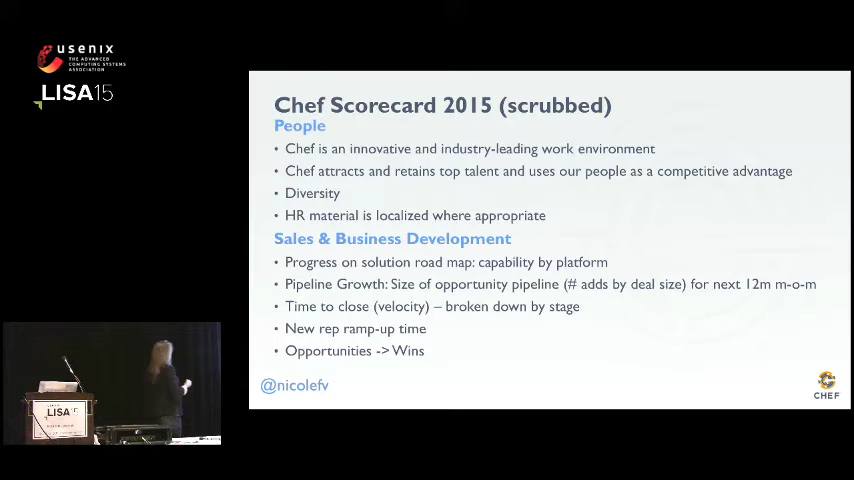 usenix
THE ADVANCED
COMPUTING SYSTEMS
ASSOCIATION
LISA15
Chef Scorecard 2015 (scrubbed)
People
• Chef is an innovative and industry-leading work environment
• Chef attracts and retains top talent and uses our people as a competitive advantage
• Diversity
• HR material is localized where appropriate
Sales & Business Development
• Progress on solution road map: capability by platform
• Pipeline Growth: Size of opportunity pipeline (# adds by deal size) for next 12m m-o-m
• Time to close (velocity) – broken down by stage
• New rep ramp-up time
• Opportunities -> Wins
@nicolefv
CHEF
LISA15